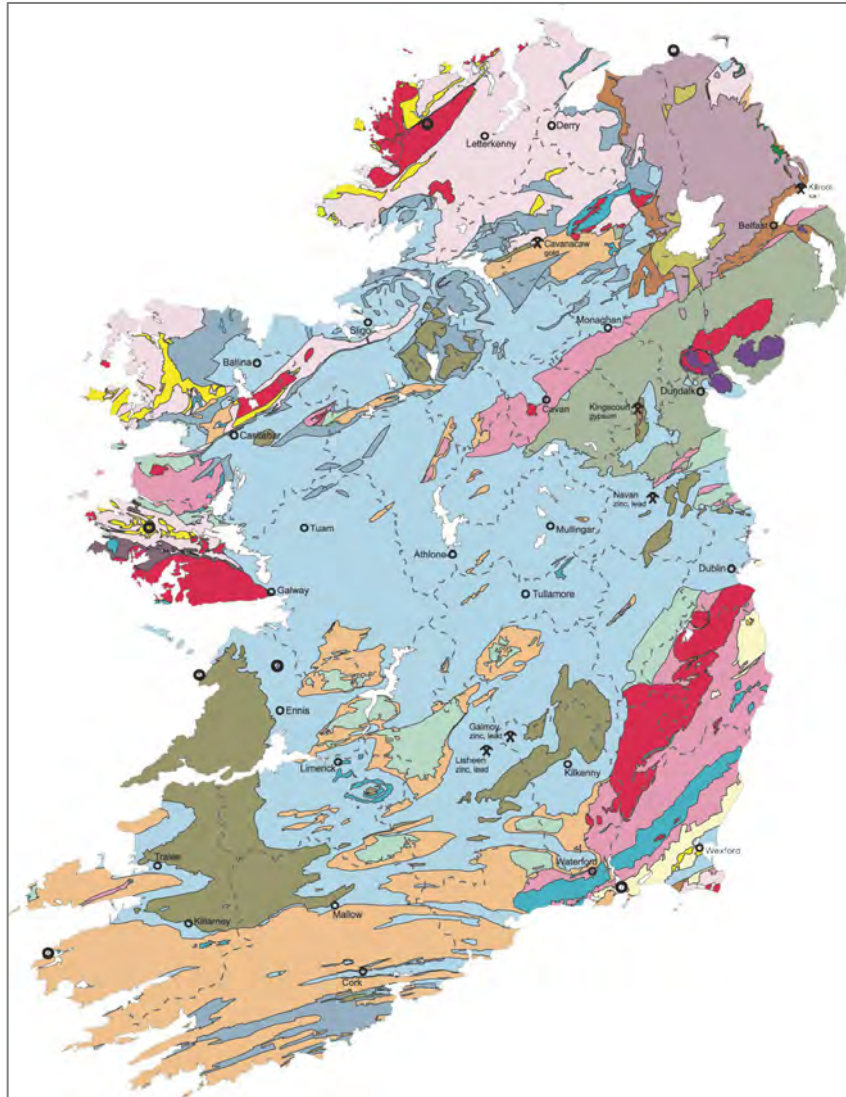 Letterkenny
Derry
Kilroot
Belfast
Cavanacaw
gold
Sligo
Monaghan
Ballina
Dundalk
Cavan
Kingscourt
gypsum
Castlebar
Navan
zinc, lead
Tuam
Mullingar
Athlone
Dublin
Galway
Tullamore
Ennis
Galmoy
zinc, lead
Lisheen
zinc, lead
Limerick
Kilkenny
Wexford
Tralee
Waterford
Mallow
Killarney
Cork